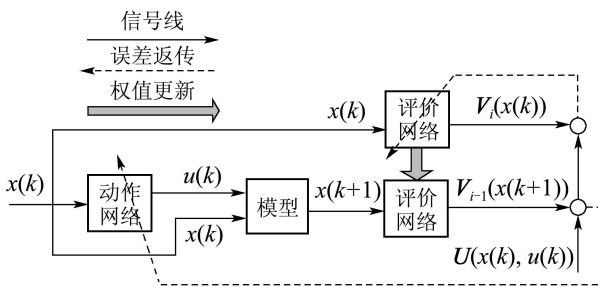 信号线
误差返传
权值更新
x(k)
评价
网络
V_i(x(k))
x(k)
动作
网络
u(k)
x(k)
模型
x(k+1)
评价
网络
V_{i-1}(x(k+1))
U(x(k), u(k))